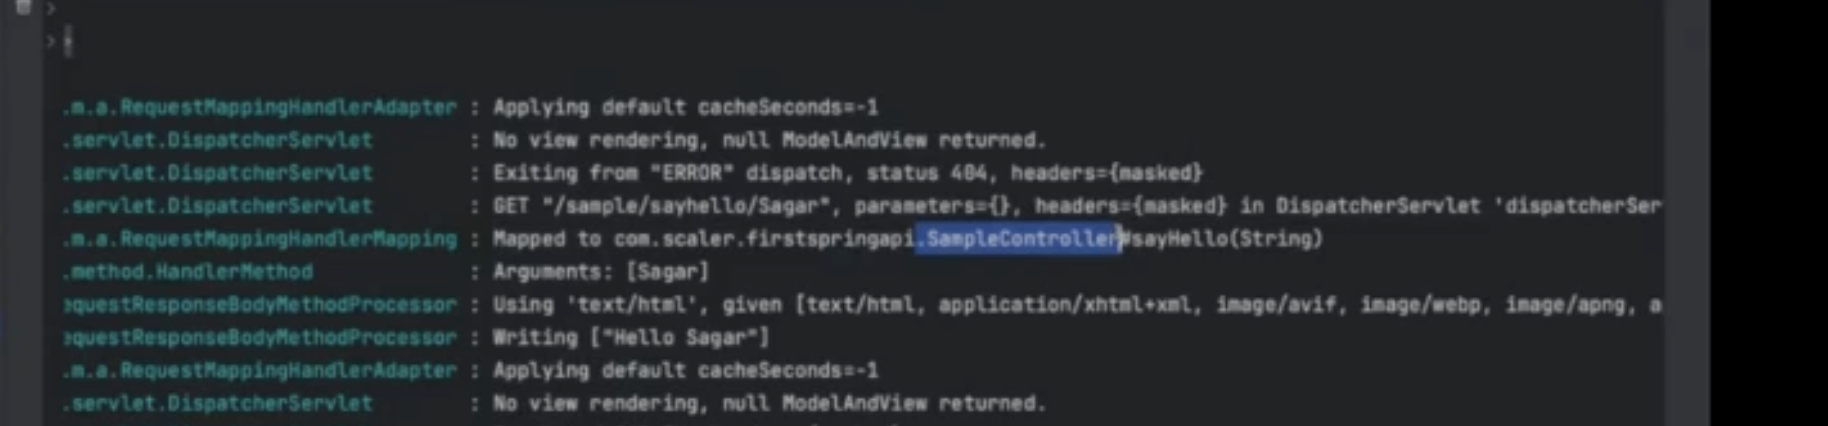 .m.a.RequestMappingHandlerAdapter : Applying default cacheSeconds=-1
.servlet.DispatcherServlet : No view rendering, null ModelAndView returned.
.servlet.DispatcherServlet : Exiting from "ERROR" dispatch, status 404, headers={masked}
.servlet.DispatcherServlet : GET "/sample/sayhello/Sagar", parameters={}, headers={masked} in DispatcherServlet 'dispatcherSer
.m.a.RequestMappingHandlerMapping : Mapped to com.scaler.firstspringapi.SampleController#sayHello(String)
.method.HandlerMethod : Arguments: [Sagar]
equestResponseBodyMethodProcessor : Using 'text/html', given [text/html, application/xhtml+xml, image/avif, image/webp, image/apng, a
equestResponseBodyMethodProcessor : Writing ["Hello Sagar"]
.m.a.RequestMappingHandlerAdapter : Applying default cacheSeconds=-1
.servlet.DispatcherServlet : No view rendering, null ModelAndView returned.